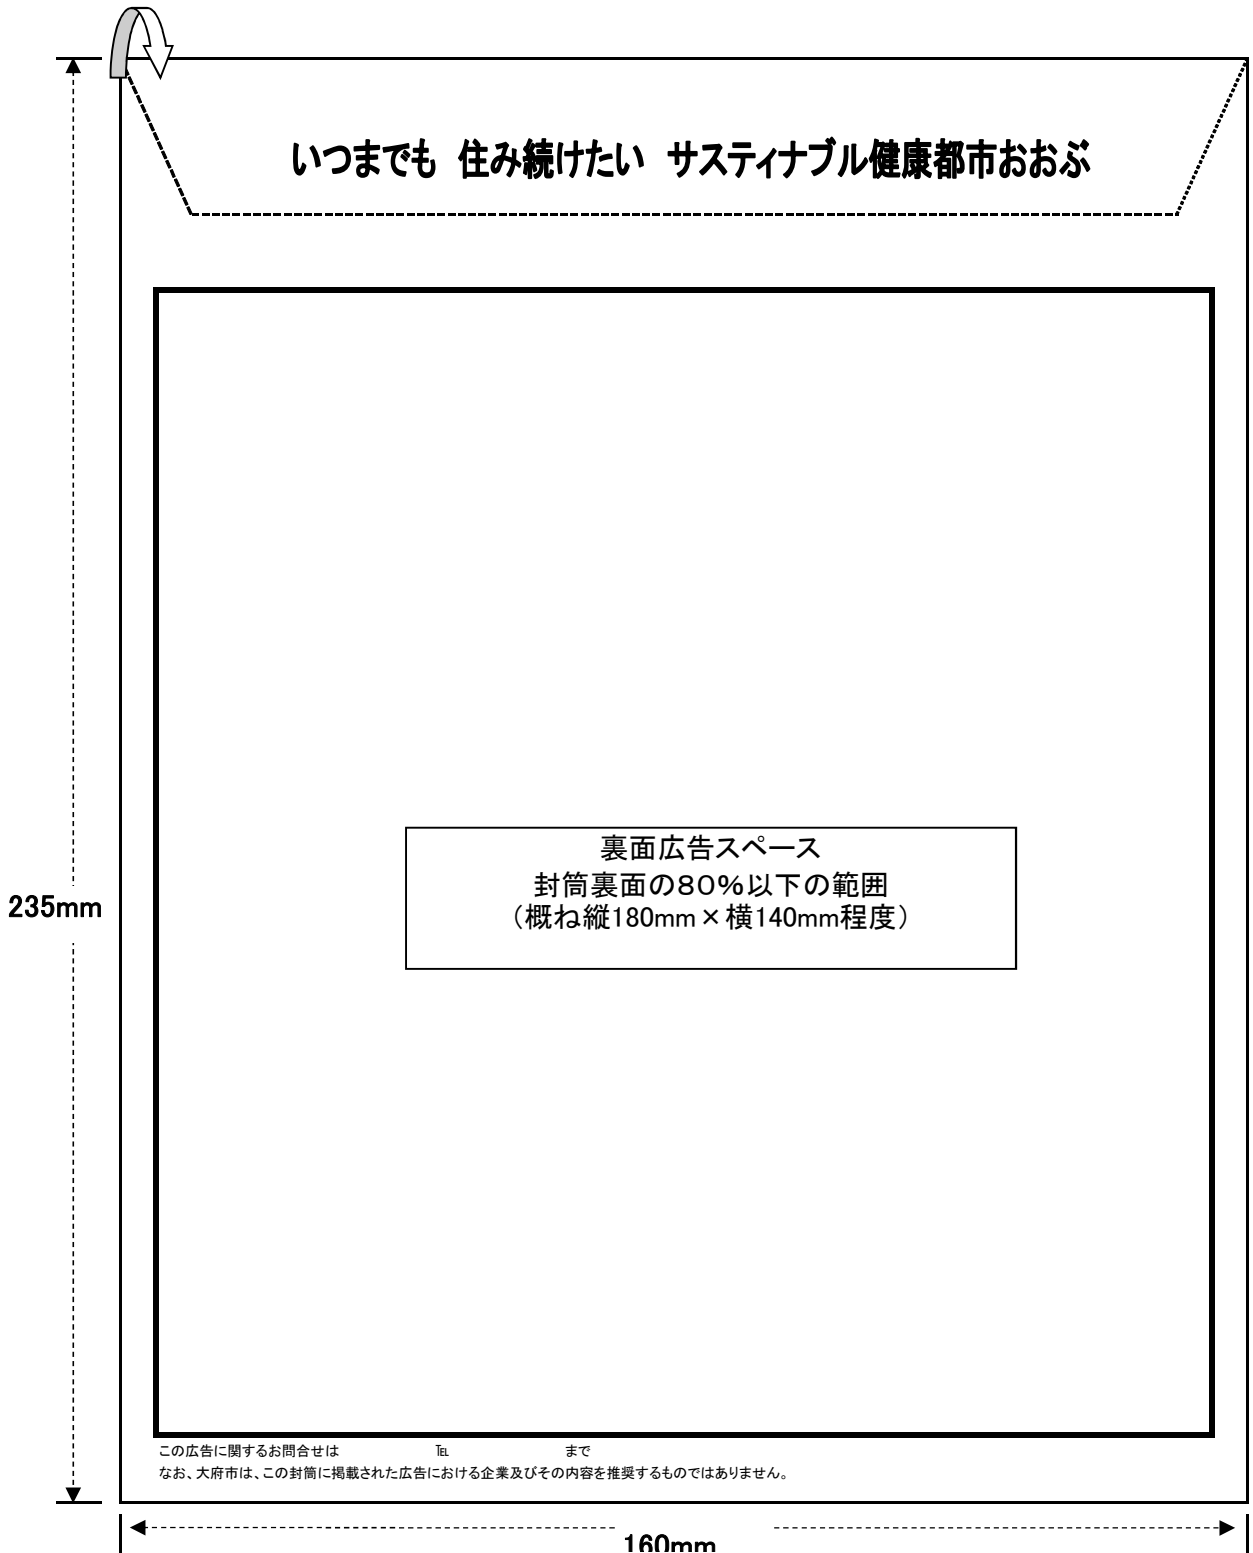 いつまでも　住み続けたい　サスティナブル健康都市おおぶ
裏面広告スペース
封筒裏面の80%以下の範囲
（概ね縦180mm×横140mm程度）
235mm
この広告に関するお問合せは　　　　　　　℡　　　　　　　　まで
なお、大府市は、この封筒に掲載された広告における企業及びその内容を推奨するものではありません。
160mm